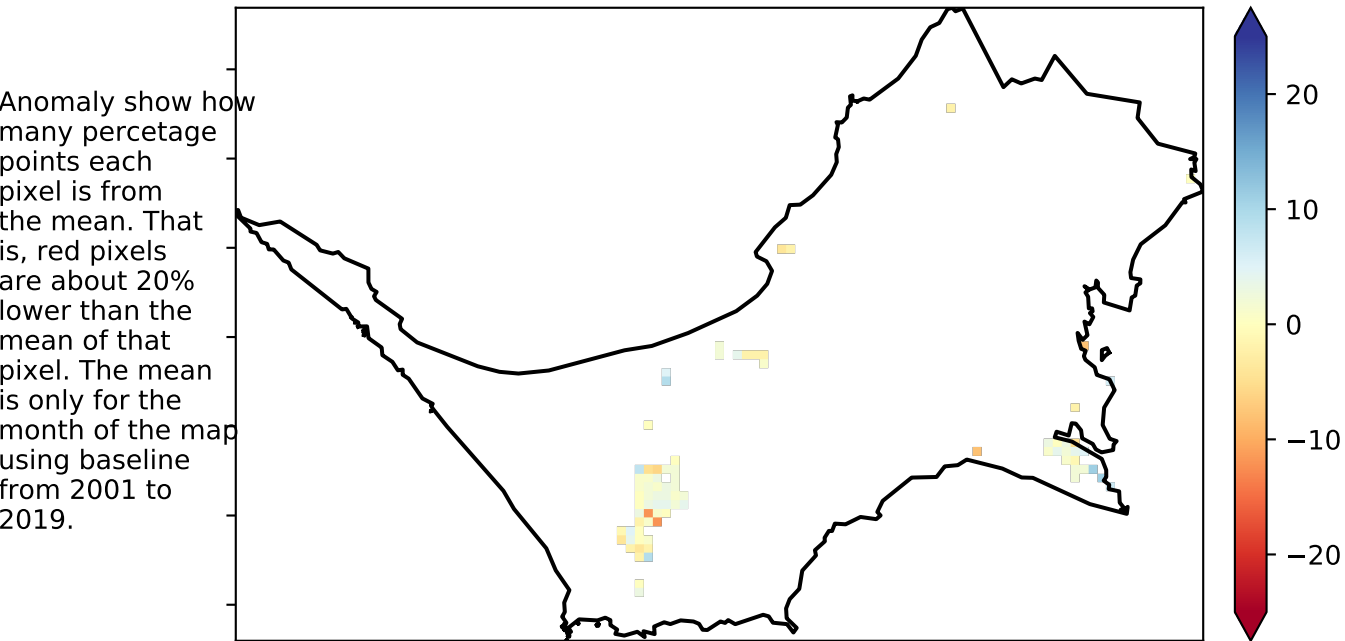 Anomaly show how
many percetage
points each
pixel is from
the mean. That
is, red pixels
are about 20%
lower than the
mean of that
pixel. The mean
is only for the
month of the map
using baseline
from 2001 to
2019.
20
10
0
−10
−20